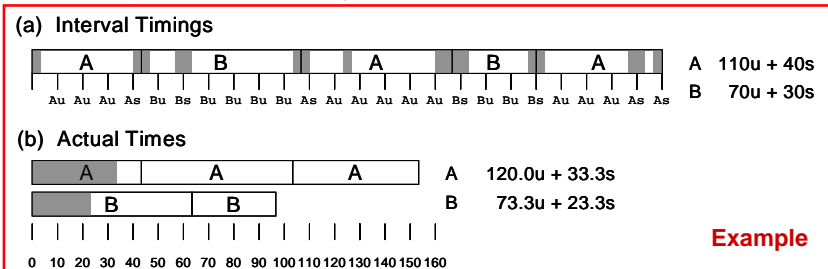 (a) Interval Timings
A B A B A
A 110u + 40s
Au Au Au As Bu Bs Bu Bu Bu Bu As Au Au Au Au Au Bs Bu Bu Bs Au Au Au As As
B 70u + 30s
(b) Actual Times
A A A
A 120.0u + 33.3s
B B
B 73.3u + 23.3s
0 10 20 30 40 50 60 70 80 90 100 110 120 130 140 150 160
Example